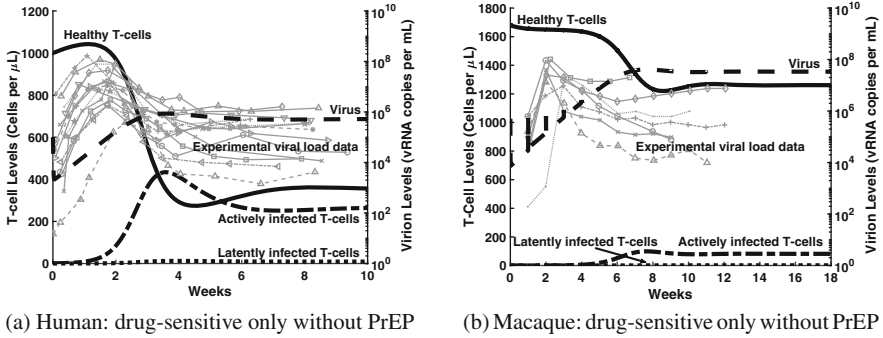 Healthy T-cells
Virus
Experimental viral load data
Actively infected T-cells
Latently infected T-cells
T-Cell Levels (Cells per μL)
1200
1000
800
600
400
200
0
0 2 4 6 8 10
Weeks
10^10
10^8
10^6
10^4
10^2
10^0
Virion Levels (vRNA copies per mL)
(a) Human: drug-sensitive only without PrEP
Healthy T-cells
Virus
Experimental viral load data
Latently infected T-cells
Actively infected T-cells
T-Cell Levels (Cells per μL)
1800
1600
1400
1200
1000
800
600
400
200
0
0 2 4 6 8 10 12 14 16 18
Weeks
10^10
10^8
10^6
10^4
10^2
10^0
Virion Levels (vRNA copies per mL)
(b) Macaque: drug-sensitive only without PrEP